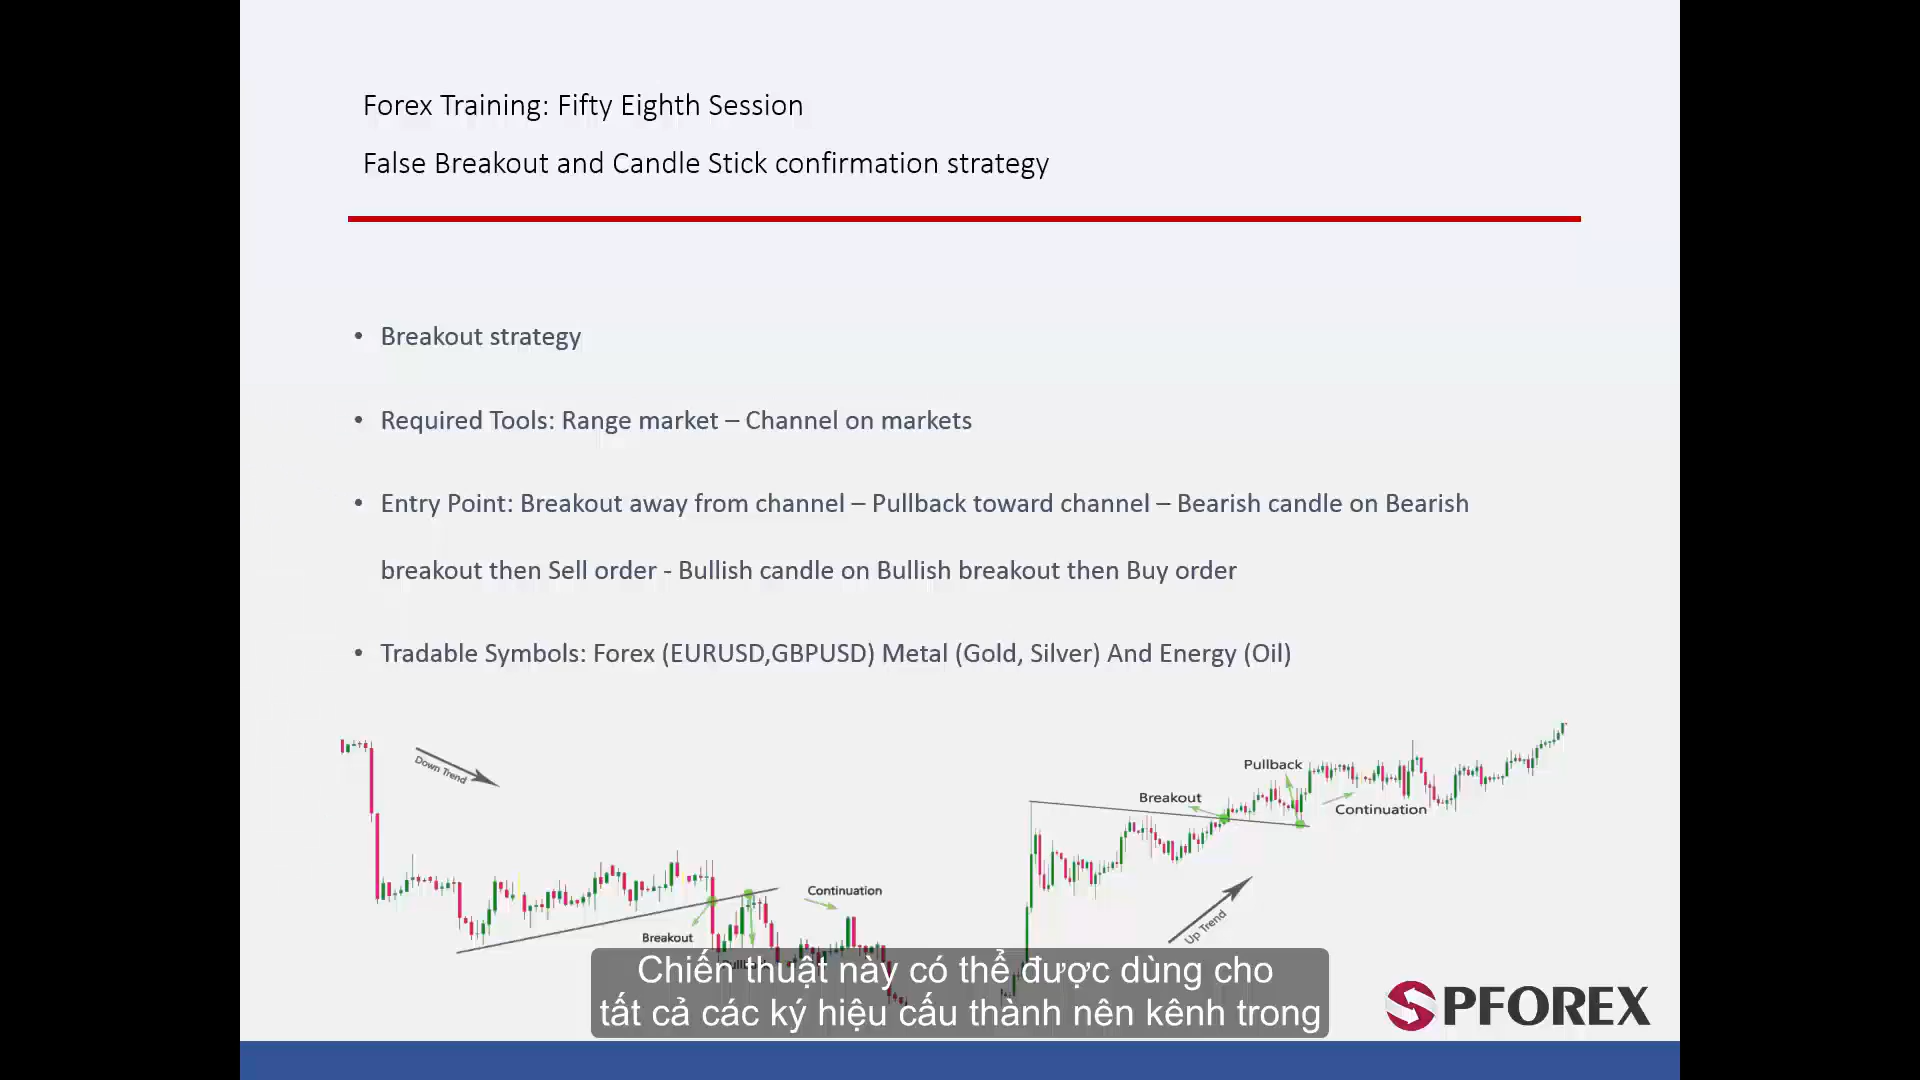 Forex Training: Fifty Eighth Session
False Breakout and Candle Stick confirmation strategy
• Breakout strategy
• Required Tools: Range market – Channel on markets
• Entry Point: Breakout away from channel – Pullback toward channel – Bearish candle on Bearish
breakout then Sell order - Bullish candle on Bullish breakout then Buy order
• Tradable Symbols: Forex (EURUSD,GBPUSD) Metal (Gold, Silver) And Energy (Oil)
Down Trend
Breakout
Continuation
Breakout
Pullback
Continuation
Up Trend
Chiến thuật này có thể được dùng cho
tất cả các ký hiệu cấu thành nên kênh trong
PFOREX